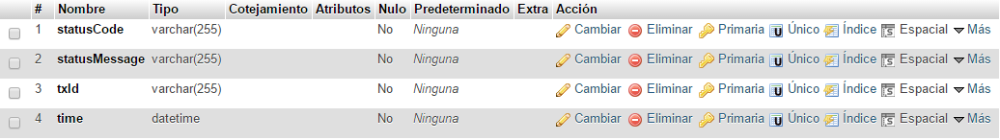 # Nombre Tipo Cotejamiento Atributos Nulo Predeterminado Extra Acción
1 statusCode varchar(255) No Ninguna Cambiar Eliminar Primaria Único Índice Espacial Más
2 statusMessage varchar(255) No Ninguna Cambiar Eliminar Primaria Único Índice Espacial Más
3 txId varchar(255) No Ninguna Cambiar Eliminar Primaria Único Índice Espacial Más
4 time datetime No Ninguna Cambiar Eliminar Primaria Único Índice Espacial Más